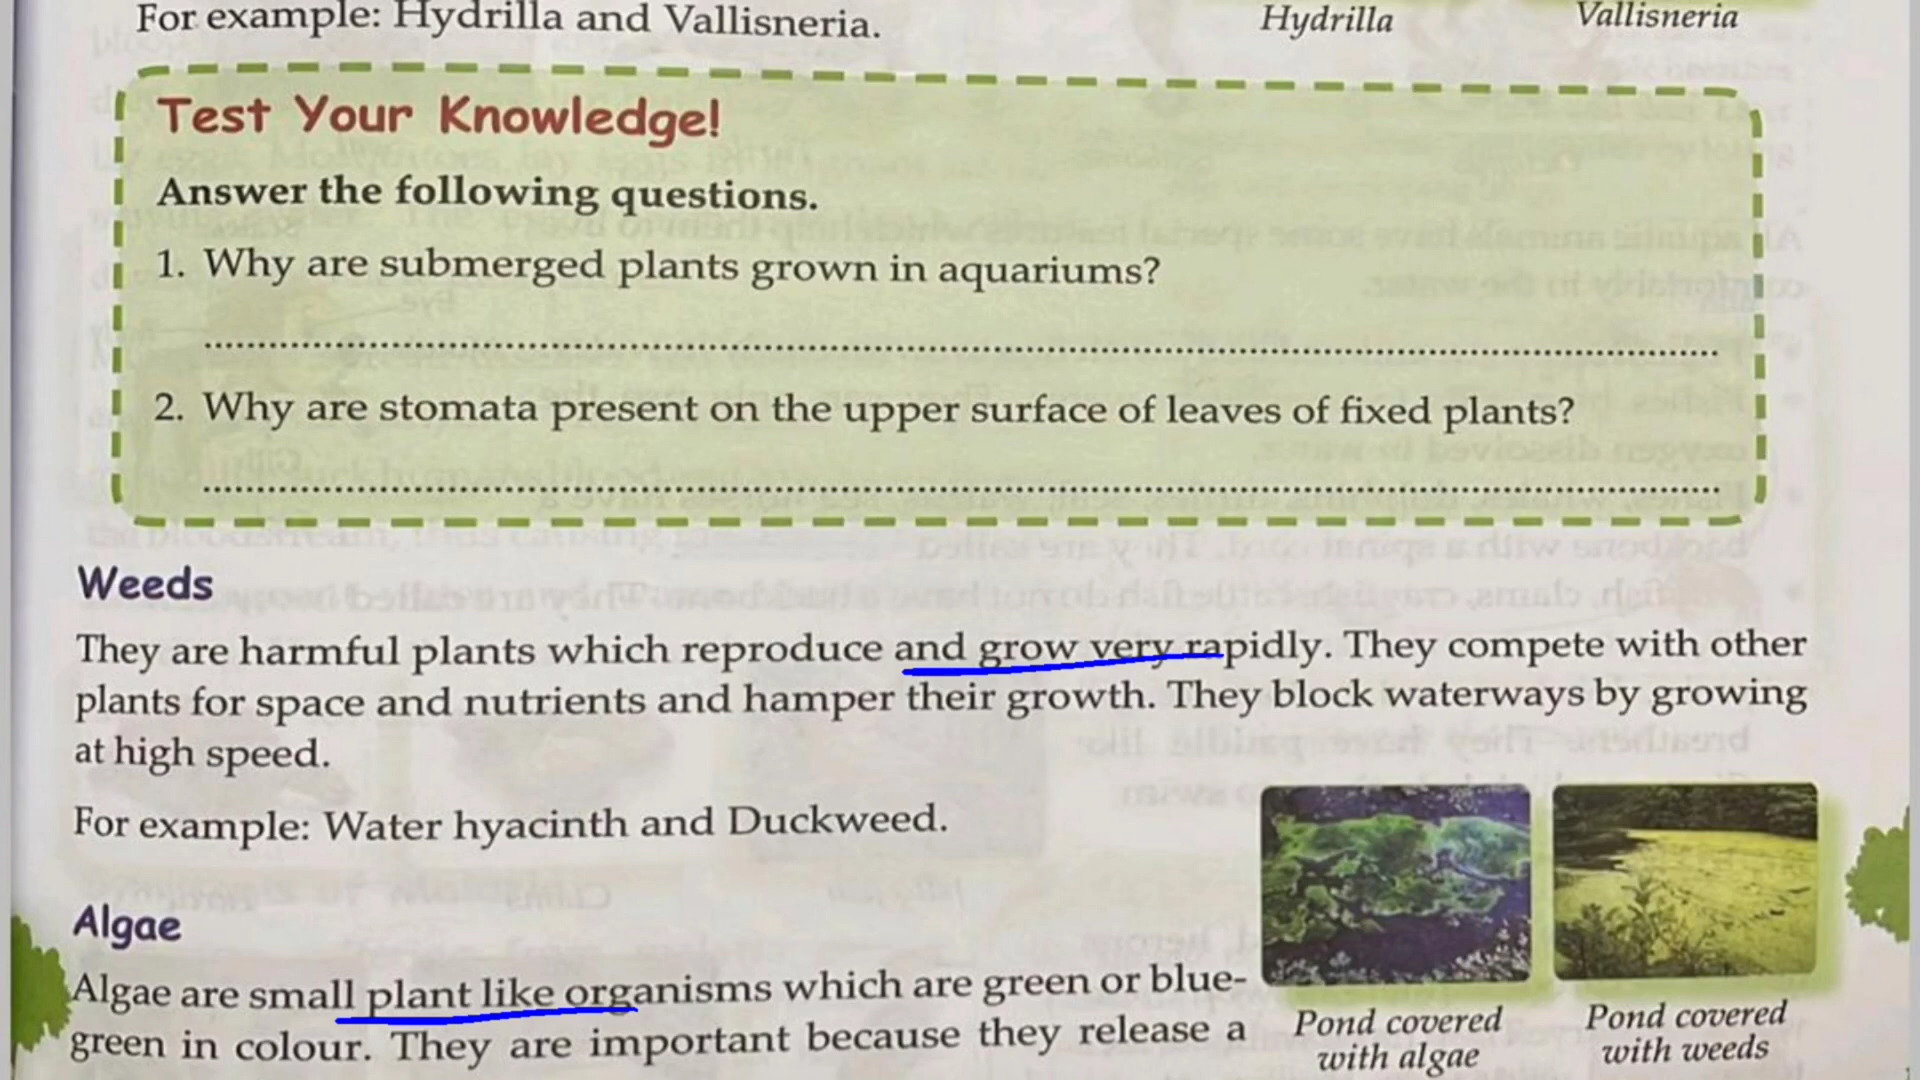 For example: Hydrilla and Vallisneria.
Hydrilla
Vallisneria
Test Your Knowledge!
Answer the following questions.
1. Why are submerged plants grown in aquariums?
2. Why are stomata present on the upper surface of leaves of fixed plants?
Weeds
They are harmful plants which reproduce and grow very rapidly. They compete with other
plants for space and nutrients and hamper their growth. They block waterways by growing
at high speed.
For example: Water hyacinth and Duckweed.
Algae
Algae are small plant like organisms which are green or blue-
green in colour. They are important because they release a
Pond covered
with algae
Pond covered
with weeds